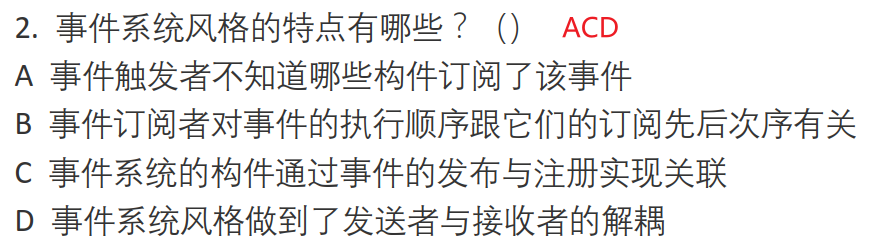 2. 事件系统风格的特点有哪些？（） ACD
A 事件触发者不知道哪些构件订阅了该事件
B 事件订阅者对事件的执行顺序跟它们的订阅先后次序有关
C 事件系统的构件通过事件的发布与注册实现关联
D 事件系统风格做到了发送者与接收者的解耦